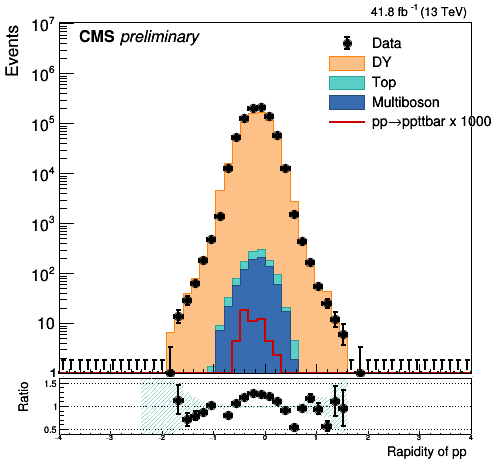 41.8 fb⁻¹ (13 TeV)
CMS preliminary
Events
10⁷
10⁶
10⁵
10⁴
10³
10²
10
1
Data
DY
Top
Multiboson
pp→ppttbar x 1000
Ratio
1.5
1
0.5
-4 -3 -2 -1 0 1 2 3 4
Rapidity of pp